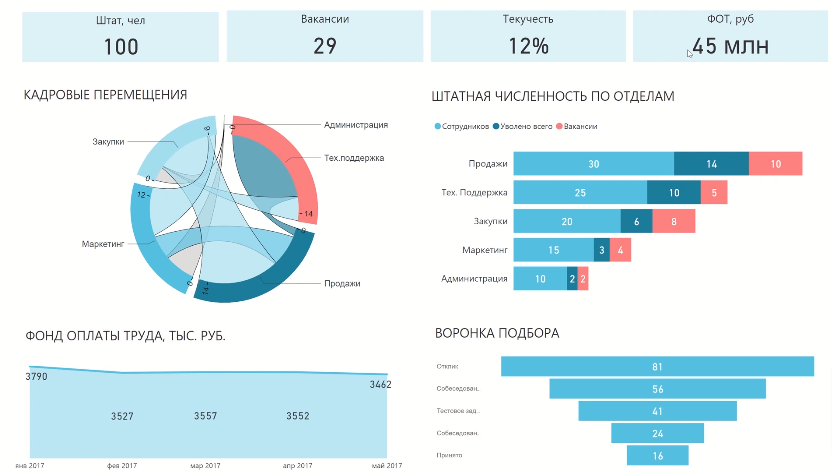 Штат, чел
100
Вакансии
29
Текучесть
12%
ФОТ, руб
45 млн
КАДРОВЫЕ ПЕРЕМЕЩЕНИЯ
Администрация
Тех.поддержка
Продажи
Маркетинг
Закупки
0
14
0
14
0
12
0
8
ШТАТНАЯ ЧИСЛЕННОСТЬ ПО ОТДЕЛАМ
Сотрудников Уволено всего Вакансии
Продажи 30 14 10
Тех. Поддержка 25 10 5
Закупки 20 6 8
Маркетинг 15 3 4
Администрация 10 2 2
ФОНД ОПЛАТЫ ТРУДА, ТЫС. РУБ.
3790
3527
3557
3552
3462
янв 2017 фев 2017 мар 2017 апр 2017 май 2017
ВОРОНКА ПОДБОРА
Отклик 81
Собеседован.. 56
Тестовое зад.. 41
Собеседован.. 24
Принято 16